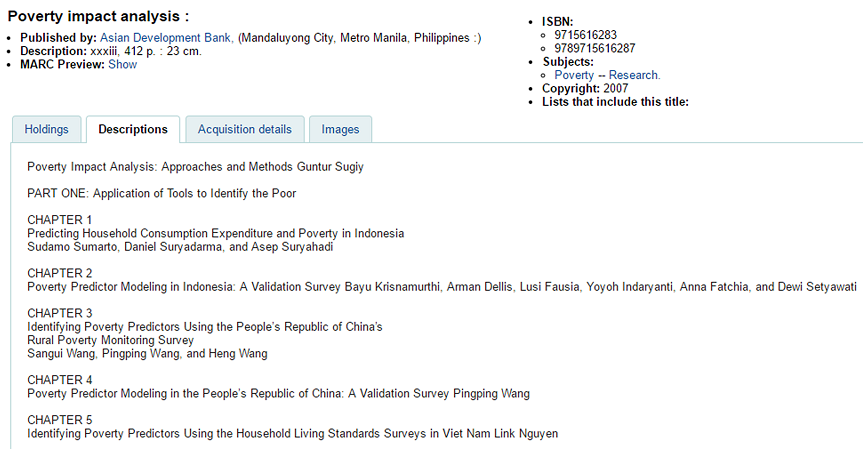 Poverty impact analysis :
Published by: Asian Development Bank, (Mandaluyong City, Metro Manila, Philippines :)
Description: xxxiii, 412 p. : 23 cm.
MARC Preview: Show
ISBN:
9715616283
9789715616287
Subjects:
Poverty -- Research.
Copyright: 2007
Lists that include this title:
Holdings
Descriptions
Acquisition details
Images
Poverty Impact Analysis: Approaches and Methods Guntur Sugiy
PART ONE: Application of Tools to Identify the Poor
CHAPTER 1
Predicting Household Consumption Expenditure and Poverty in Indonesia
Sudamo Sumarto, Daniel Suryadarma, and Asep Suryahadi
CHAPTER 2
Poverty Predictor Modeling in Indonesia: A Validation Survey Bayu Krisnamurthi, Arman Dellis, Lusi Fausia, Yoyoh Indaryanti, Anna Fatchia, and Dewi Setyawati
CHAPTER 3
Identifying Poverty Predictors Using the People’s Republic of China’s
Rural Poverty Monitoring Survey
Sangui Wang, Pingping Wang, and Heng Wang
CHAPTER 4
Poverty Predictor Modeling in the People’s Republic of China: A Validation Survey Pingping Wang
CHAPTER 5
Identifying Poverty Predictors Using the Household Living Standards Surveys in Viet Nam Link Nguyen